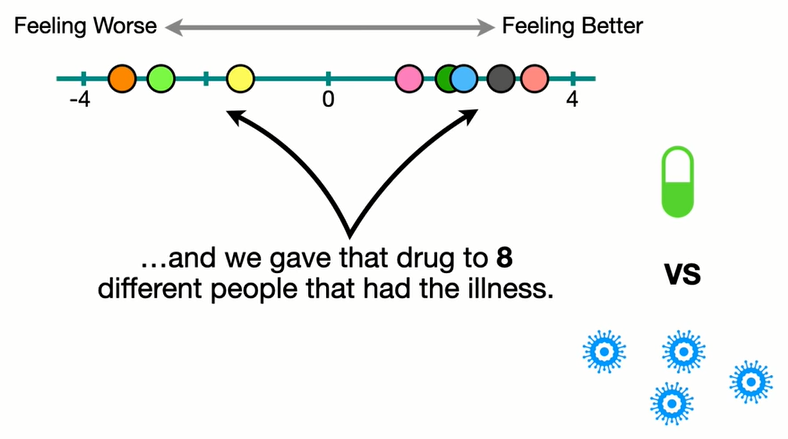 Feeling Worse
Feeling Better
-4
0
4
...and we gave that drug to 8
different people that had the illness.
vs